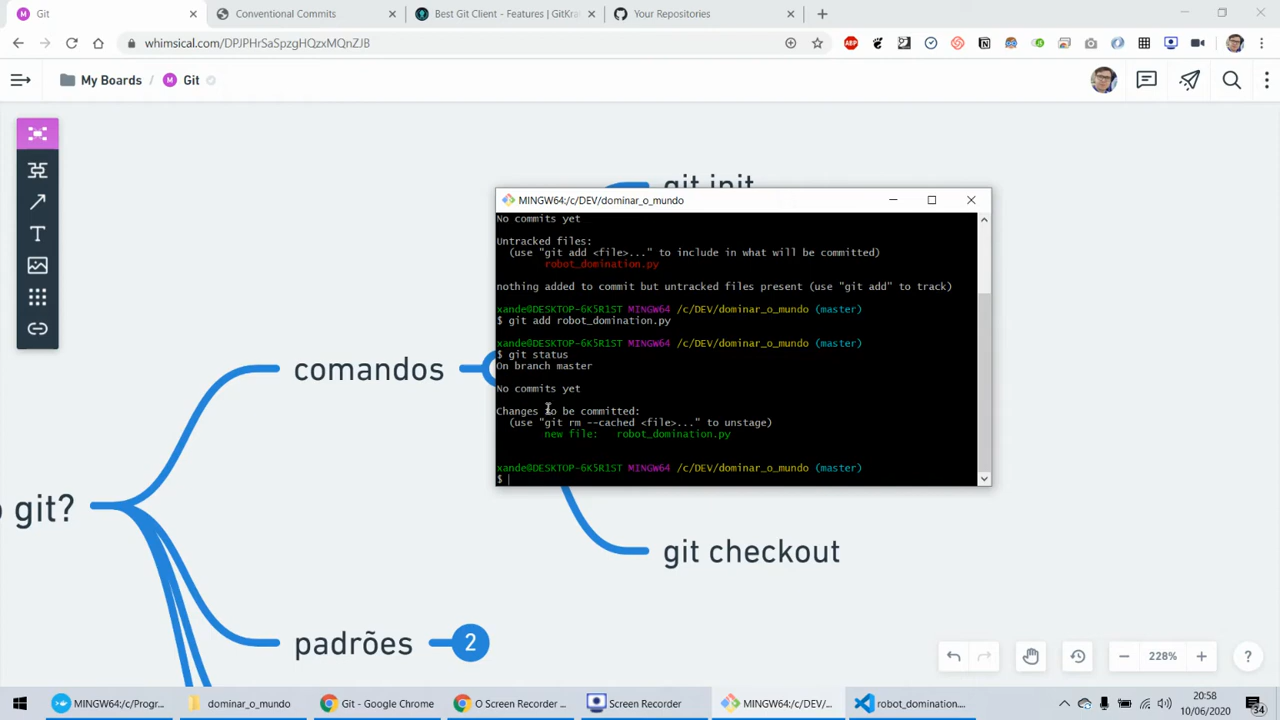 Git
Conventional Commits
Best Git Client - Features | GitKra
Your Repositories
whimsical.com/DPJPHrSaSpzgHQzxMQnZJB
ABP
My Boards / M Git
git init
MINGW64:/c/DEV/dominar_o_mundo
No commits yet
Untracked files:
(use "git add <file>..." to include in what will be committed)
robot_domination.py
nothing added to commit but untracked files present (use "git add" to track)
xande@DESKTOP-6K5R1ST MINGW64 /c/DEV/dominar_o_mundo (master)
$ git add robot_domination.py
xande@DESKTOP-6K5R1ST MINGW64 /c/DEV/dominar_o_mundo (master)
$ git status
On branch master
No commits yet
Changes to be committed:
(use "git rm --cached <file>..." to unstage)
new file: robot_domination.py
xande@DESKTOP-6K5R1ST MINGW64 /c/DEV/dominar_o_mundo (master)
$
comandos
o git?
git checkout
padrões 2
228%
?
MINGW64:/c/Progr...
dominar_o_mundo
Git - Google Chrome
O Screen Recorder ...
Screen Recorder
MINGW64:/c/DEV/...
robot_domination....
20:58
10/06/2020
34